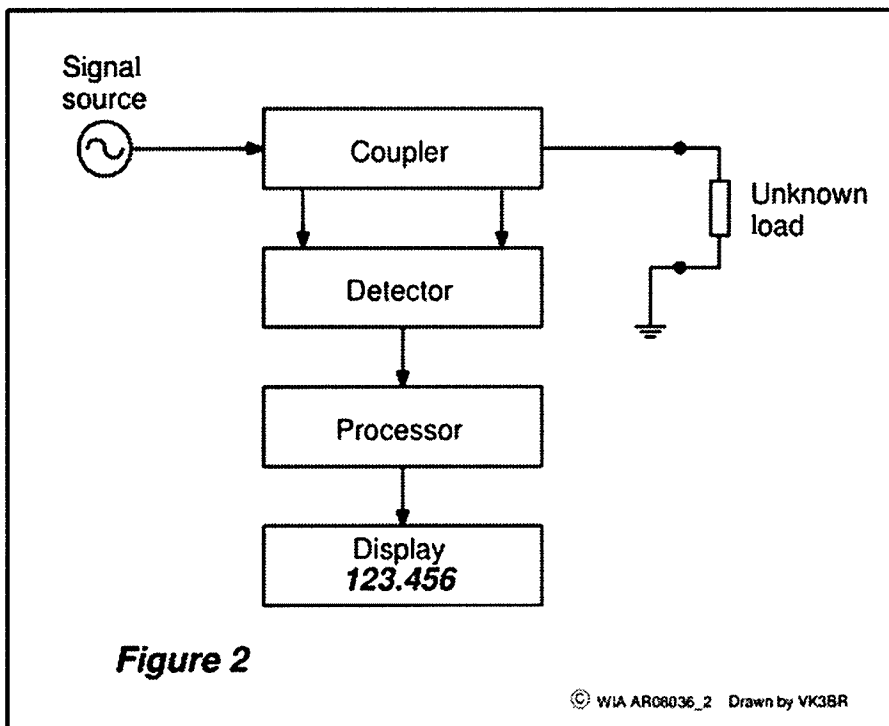 Signal
source
Coupler
Unknown
load
Detector
Processor
Display
123.456
Figure 2
© WIA AR08036_2 Drawn by VK3BR